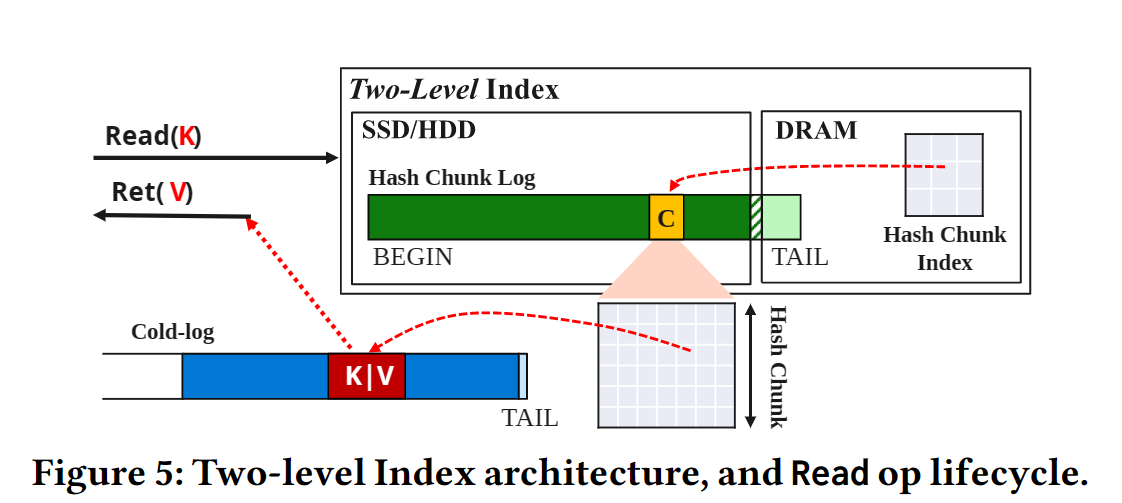 Two-Level Index
SSD/HDD
DRAM
Read(K)
Hash Chunk Log
Ret( V)
C
Hash Chunk
Index
BEGIN
TAIL
Cold-log
K|V
TAIL
Hash Chunk
Figure 5: Two-level Index architecture, and Read op lifecycle.